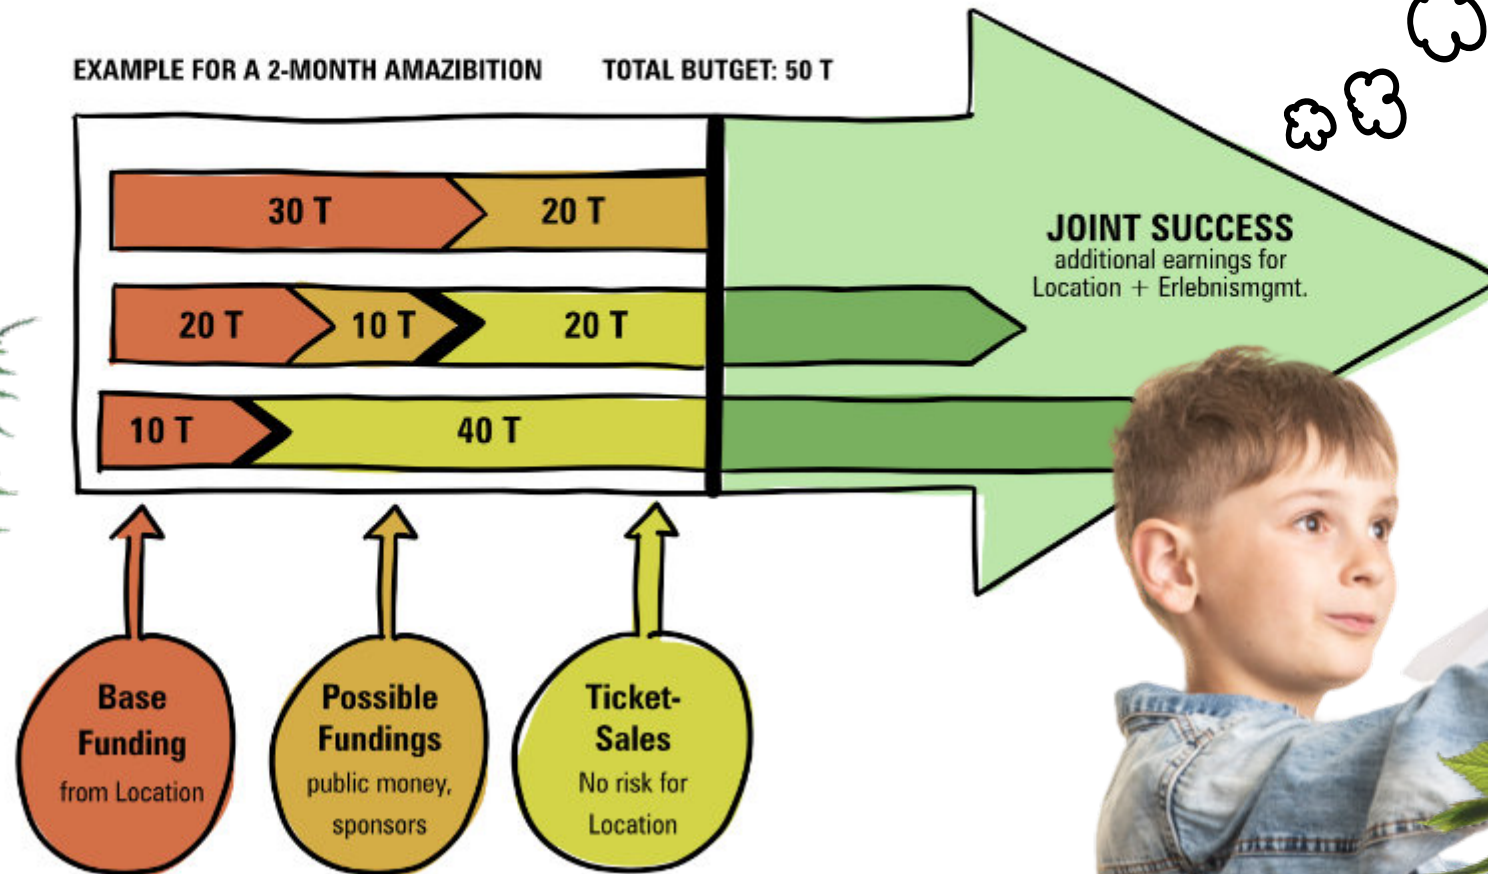 EXAMPLE FOR A 2-MONTH AMAZIBITION TOTAL BUTGET: 50 T
30 T 20 T
20 T 10 T 20 T
10 T 40 T
JOINT SUCCESS
additional earnings for
Location + Erlebnismgmt.
Base
Funding
from Location
Possible
Fundings
public money,
sponsors
Ticket-
Sales
No risk for
Location